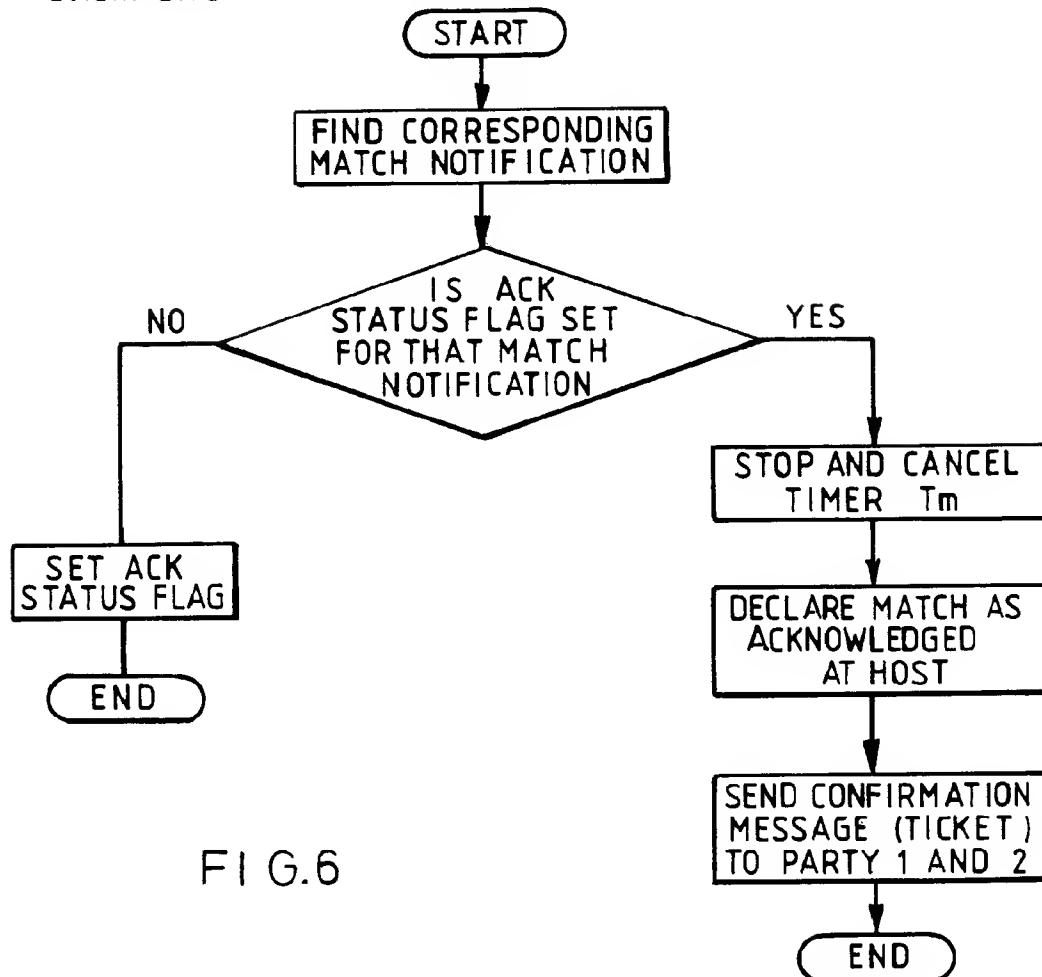 START
FIND CORRESPONDING
MATCH NOTIFICATION
IS ACK
STATUS FLAG SET
FOR THAT MATCH
NOTIFICATION
NO
YES
SET ACK
STATUS FLAG
END
STOP AND CANCEL
TIMER Tm
DECLARE MATCH AS
ACKNOWLEDGED
AT HOST
SEND CONFIRMATION
MESSAGE (TICKET)
TO PARTY 1 AND 2
END
FIG.6